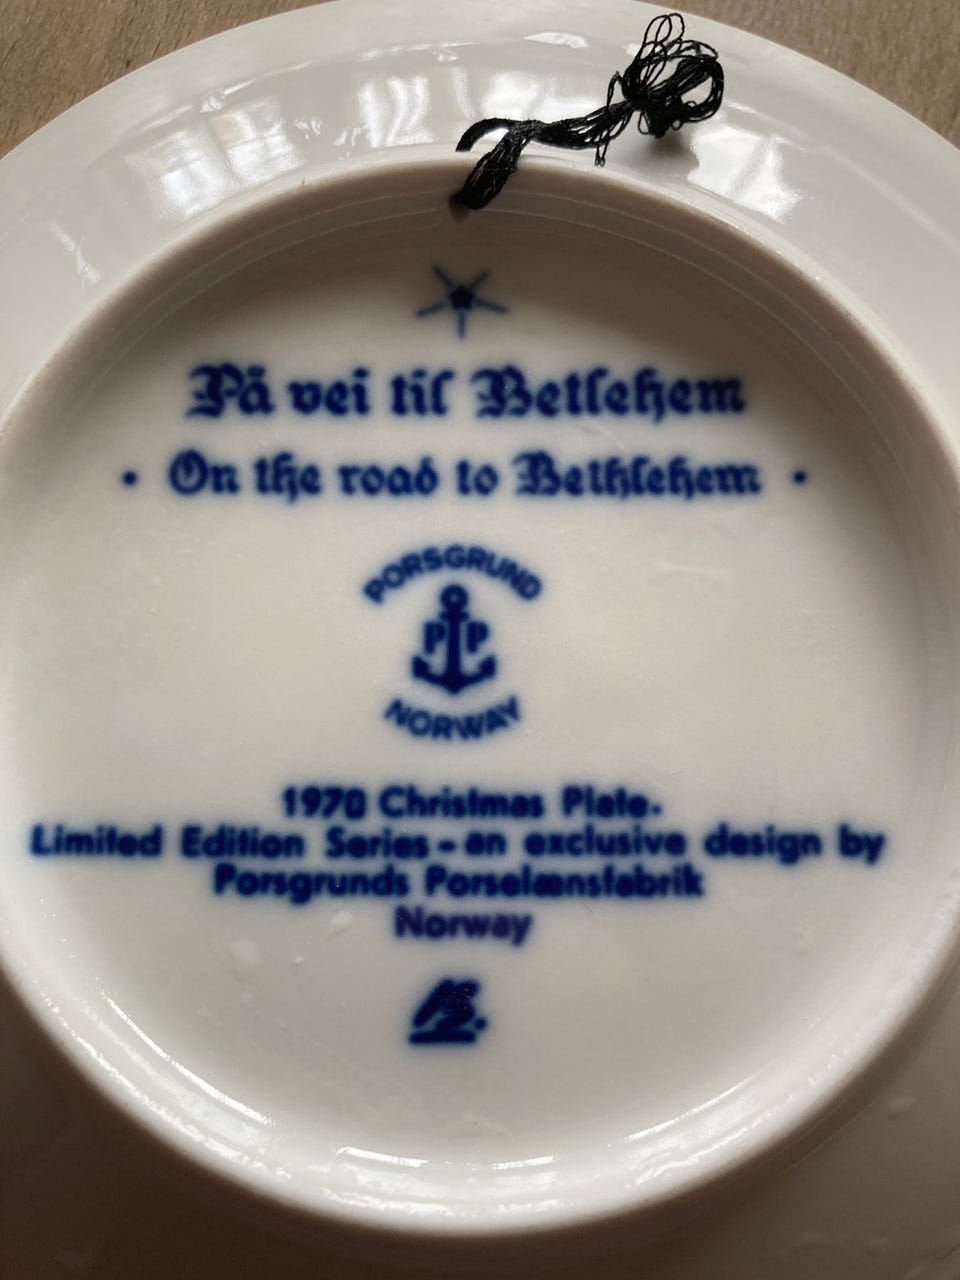 På vei til Betlehem
· On the road to Bethlehem ·
PORSGRUND
PP
NORWAY
1970 Christmas Plate.
Limited Edition Series - an exclusive design by
Porsgrunds Porselænsfabrik
Norway